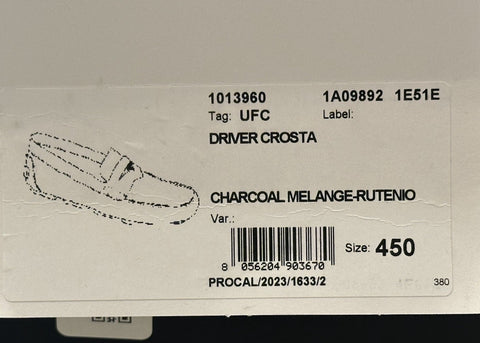 1013960 1A09892 1E51E
Tag: UFC Label:
DRIVER CROSTA
CHARCOAL MELANGE-RUTENIO
Var.:
Size: 450
8 056204 903670
PROCAL/2023/1633/2
380